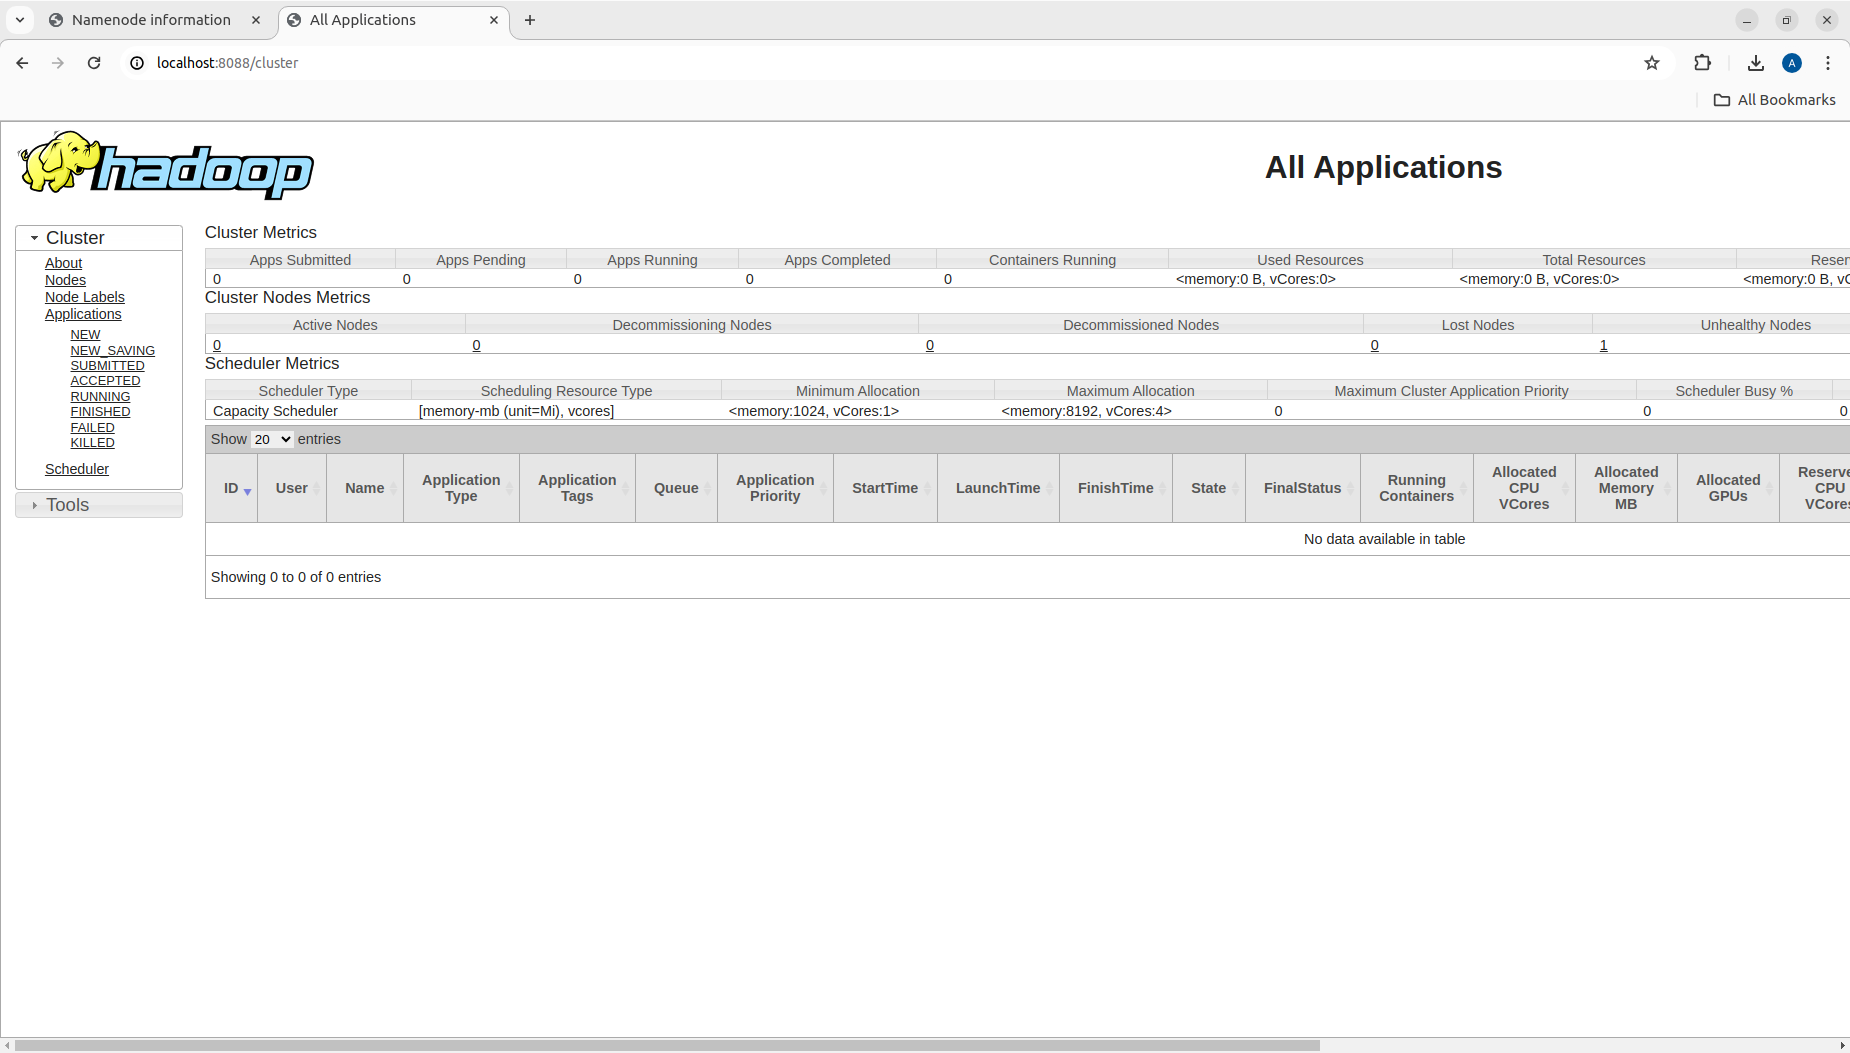 Namenode information
All Applications
localhost:8088/cluster
A
All Bookmarks
hadoop
All Applications
Cluster
About
Nodes
Node Labels
Applications
NEW
NEW_SAVING
SUBMITTED
ACCEPTED
RUNNING
FINISHED
FAILED
KILLED
Scheduler
Tools
Cluster Metrics
Apps Submitted Apps Pending Apps Running Apps Completed Containers Running Used Resources Total Resources Reser
0 0 0 0 0 <memory:0 B, vCores:0> <memory:0 B, vCores:0> <memory:0 B, vC
Cluster Nodes Metrics
Active Nodes Decommissioning Nodes Decommissioned Nodes Lost Nodes Unhealthy Nodes
0 0 0 0 1
Scheduler Metrics
Scheduler Type Scheduling Resource Type Minimum Allocation Maximum Allocation Maximum Cluster Application Priority Scheduler Busy %
Capacity Scheduler [memory-mb (unit=Mi), vcores] <memory:1024, vCores:1> <memory:8192, vCores:4> 0 0 0
Show 20 entries
ID User Name Application Type Application Tags Queue Application Priority StartTime LaunchTime FinishTime State FinalStatus Running Containers Allocated CPU VCores Allocated Memory MB Allocated GPUs Reserve CPU VCores
No data available in table
Showing 0 to 0 of 0 entries